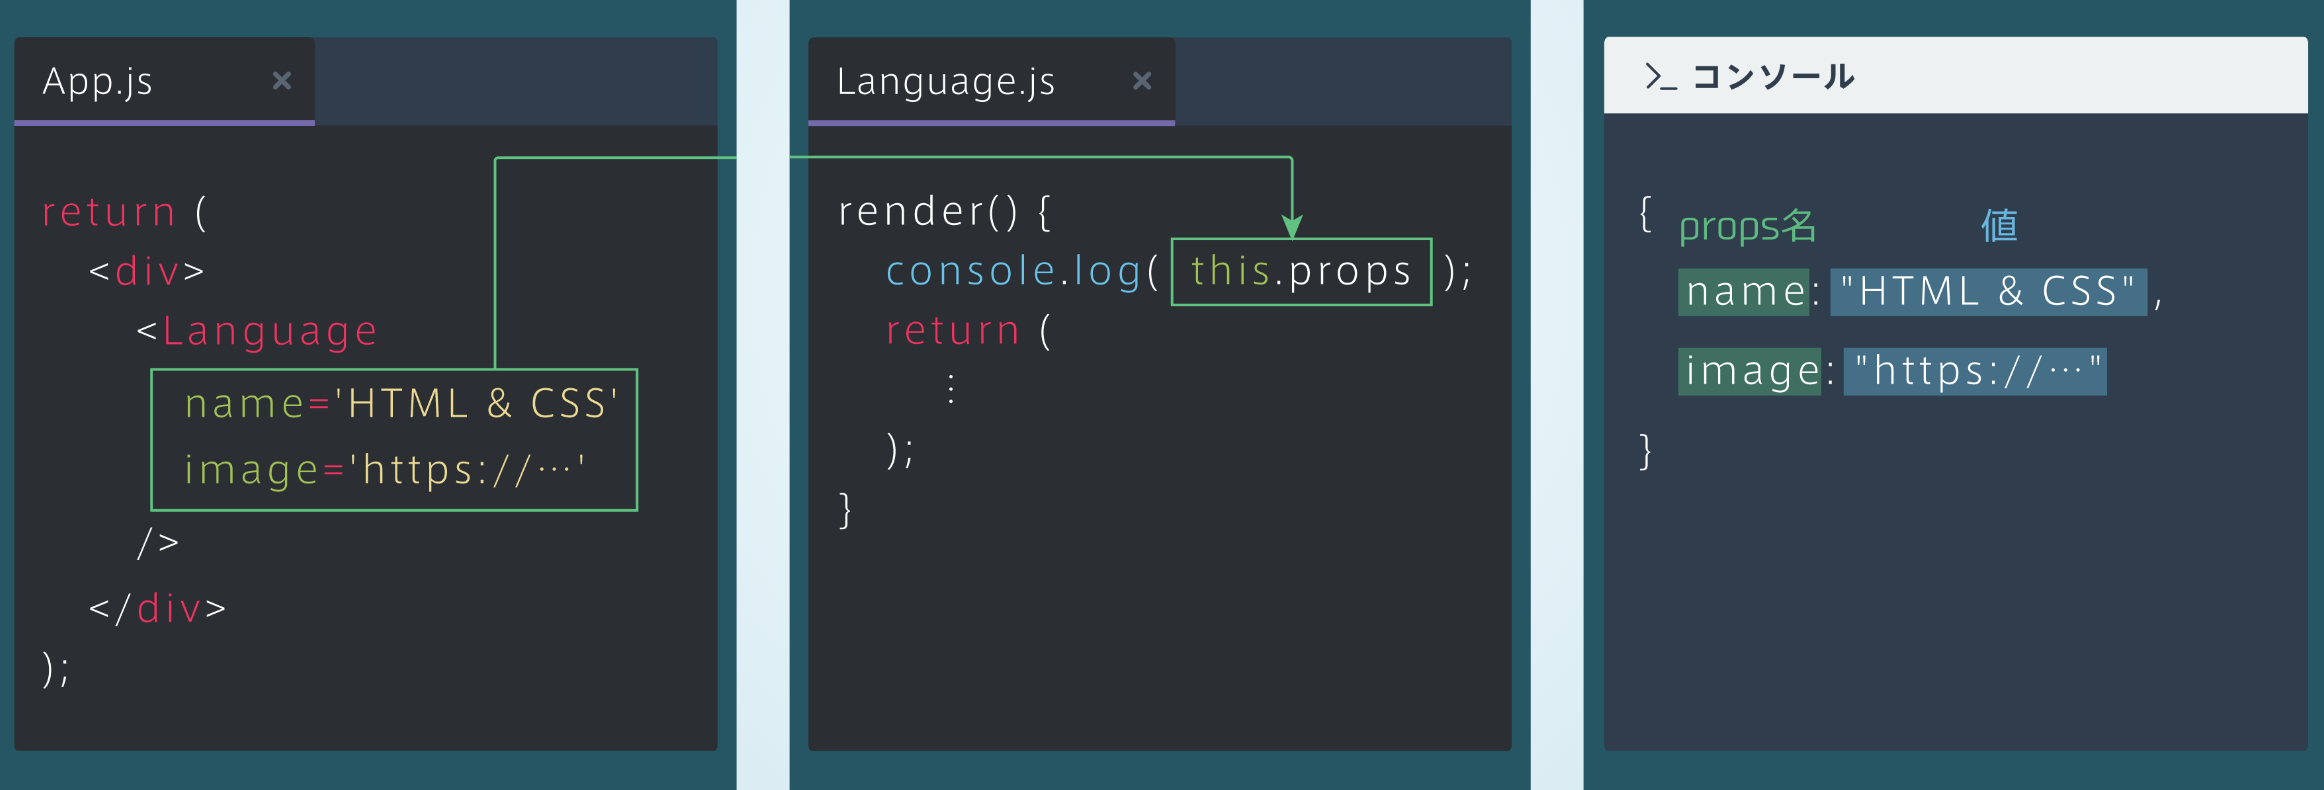 App.js ×
return (
<div>
<Language
name='HTML & CSS'
image='https://…'
/>
</div>
);
Language.js ×
render() {
console.log( this.props );
return (
⋮
);
}
>_ コンソール
{
props名 値
name: "HTML & CSS" ,
image: "https://…"
}